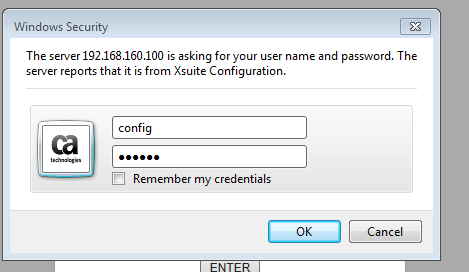 Windows Security
The server 192.168.160.100 is asking for your user name and password. The
server reports that it is from Xsuite Configuration.
ca
technologies
config
●●●●●●
Remember my credentials
OK
Cancel
ENTER